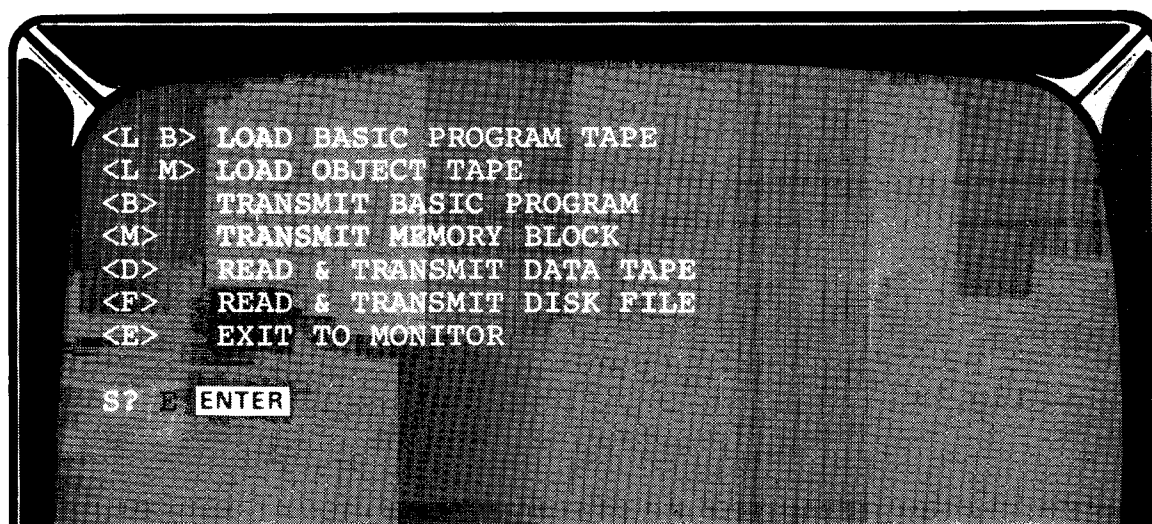 <L B> LOAD BASIC PROGRAM TAPE
<L M> LOAD OBJECT TAPE
<B> TRANSMIT BASIC PROGRAM
<M> TRANSMIT MEMORY BLOCK
<D> READ & TRANSMIT DATA TAPE
<F> READ & TRANSMIT DISK FILE
<E> EXIT TO MONITOR
S? E ENTER